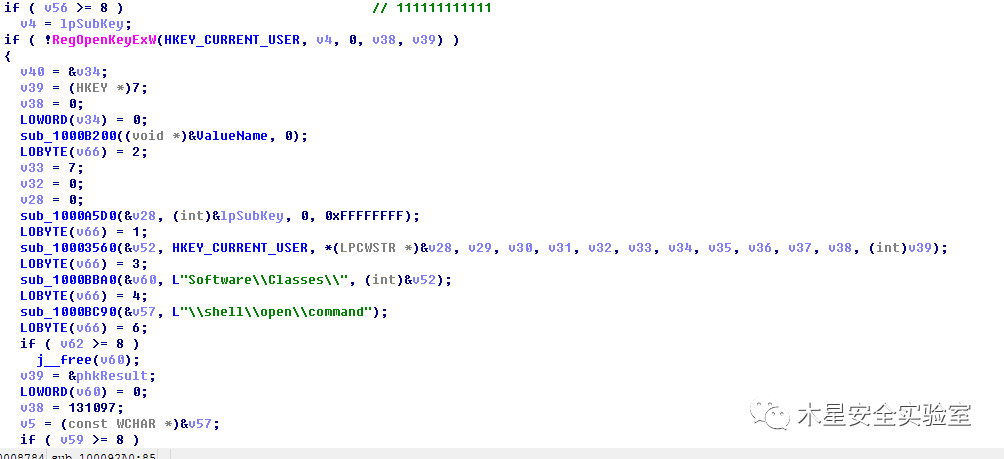 if ( v56 >= 8 ) // 111111111111
v4 = lpSubKey;
if ( !RegOpenKeyExW(HKEY_CURRENT_USER, v4, 0, v38, v39) )
{
v40 = &v34;
v39 = (HKEY *)7;
v38 = 0;
LOWORD(v34) = 0;
sub_1000B200((void *)&ValueName, 0);
LOBYTE(v66) = 2;
v33 = 7;
v32 = 0;
v28 = 0;
sub_1000A5D0(&v28, (int)&lpSubKey, 0, 0xFFFFFFFF);
LOBYTE(v66) = 1;
sub_10003560(&v52, HKEY_CURRENT_USER, *(LPCWSTR *)&v28, v29, v30, v31, v32, v33, v34, v35, v36, v37, v38, (int)v39);
LOBYTE(v66) = 3;
sub_1000BBA0(&v60, L"Software\\Classes\\", (int)&v52);
LOBYTE(v66) = 4;
sub_1000BC90(&v57, L"\\shell\\open\\command");
LOBYTE(v66) = 6;
if ( v62 >= 8 )
j__free(v60);
v39 = &phkResult;
LOWORD(v60) = 0;
v38 = 131097;
v5 = (const WCHAR *)&v57;
if ( v59 >= 8 )
木星安全实验室